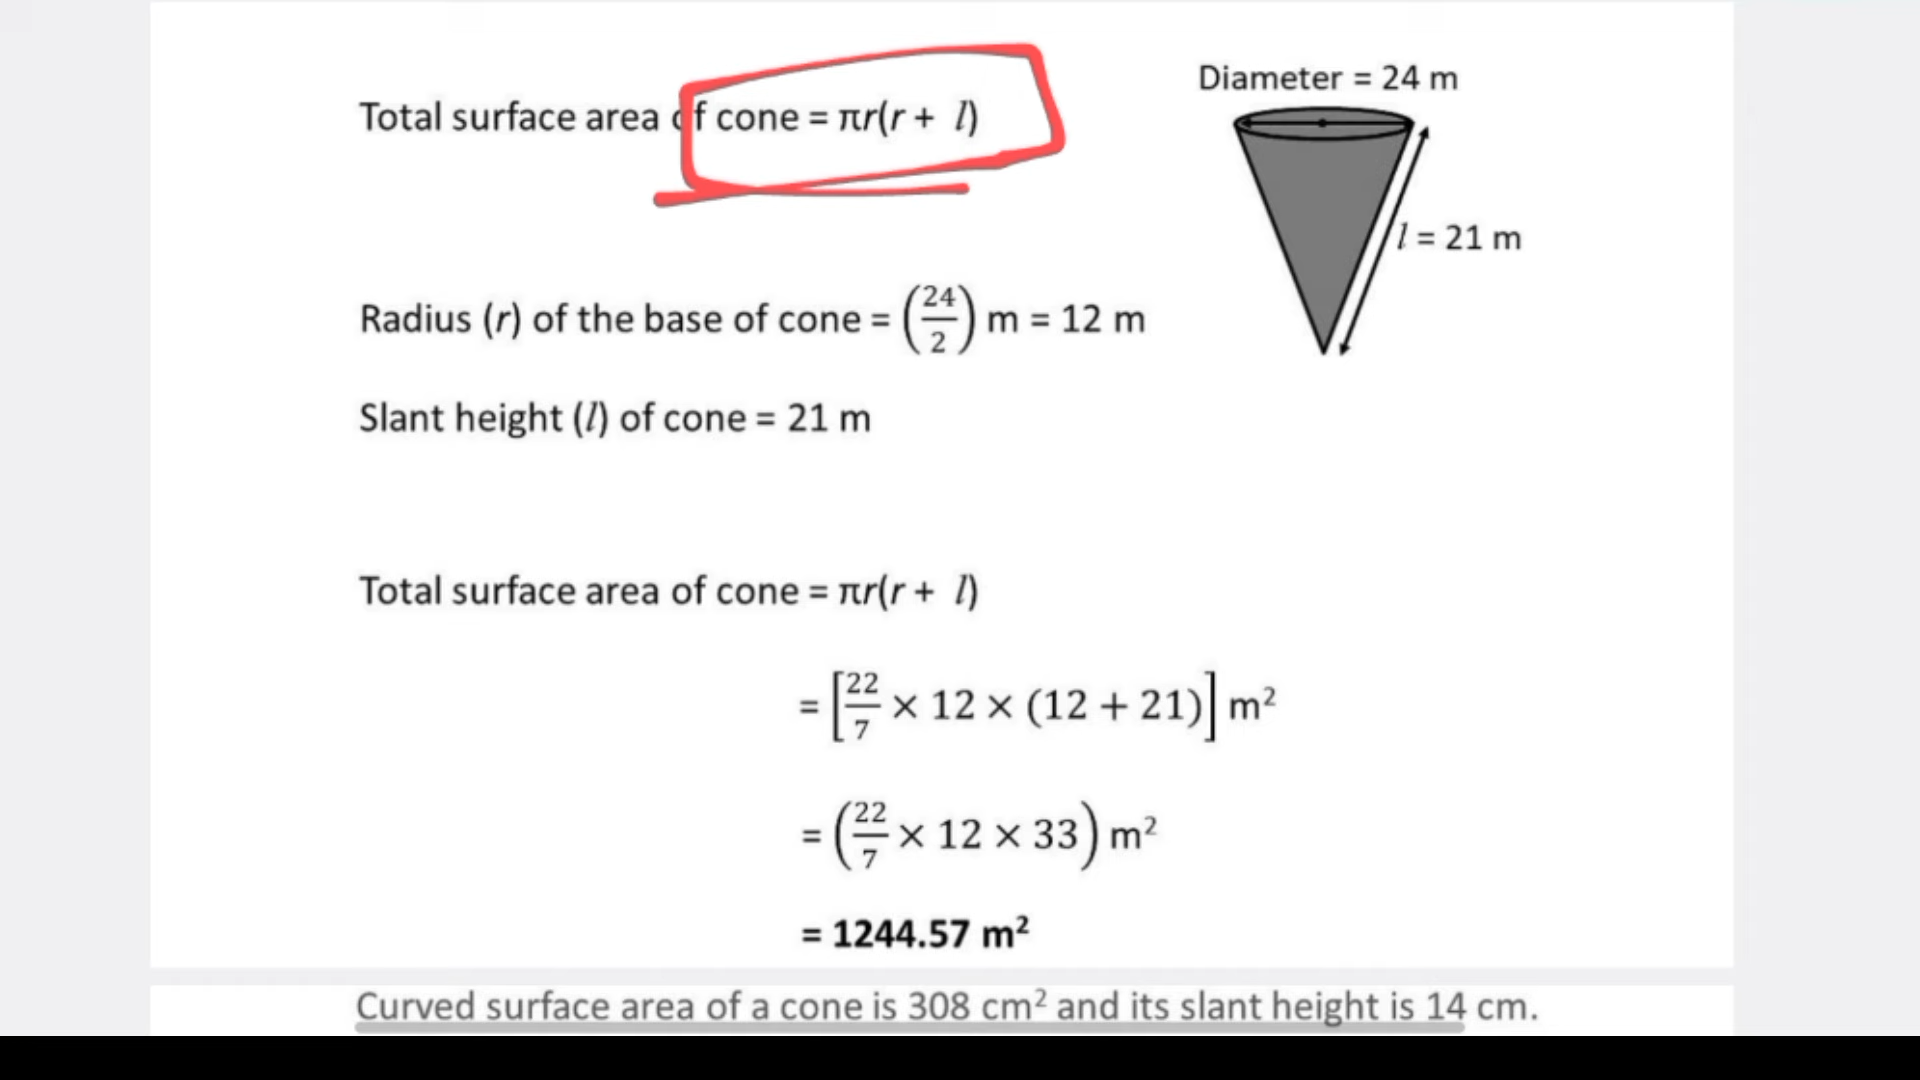 Total surface area of cone = πr(r + l)
Diameter = 24 m
l = 21 m
Radius (r) of the base of cone = (24/2) m = 12 m
Slant height (l) of cone = 21 m
Total surface area of cone = πr(r + l)
= [22/7 × 12 × (12 + 21)] m²
= (22/7 × 12 × 33) m²
= 1244.57 m²
Curved surface area of a cone is 308 cm² and its slant height is 14 cm.